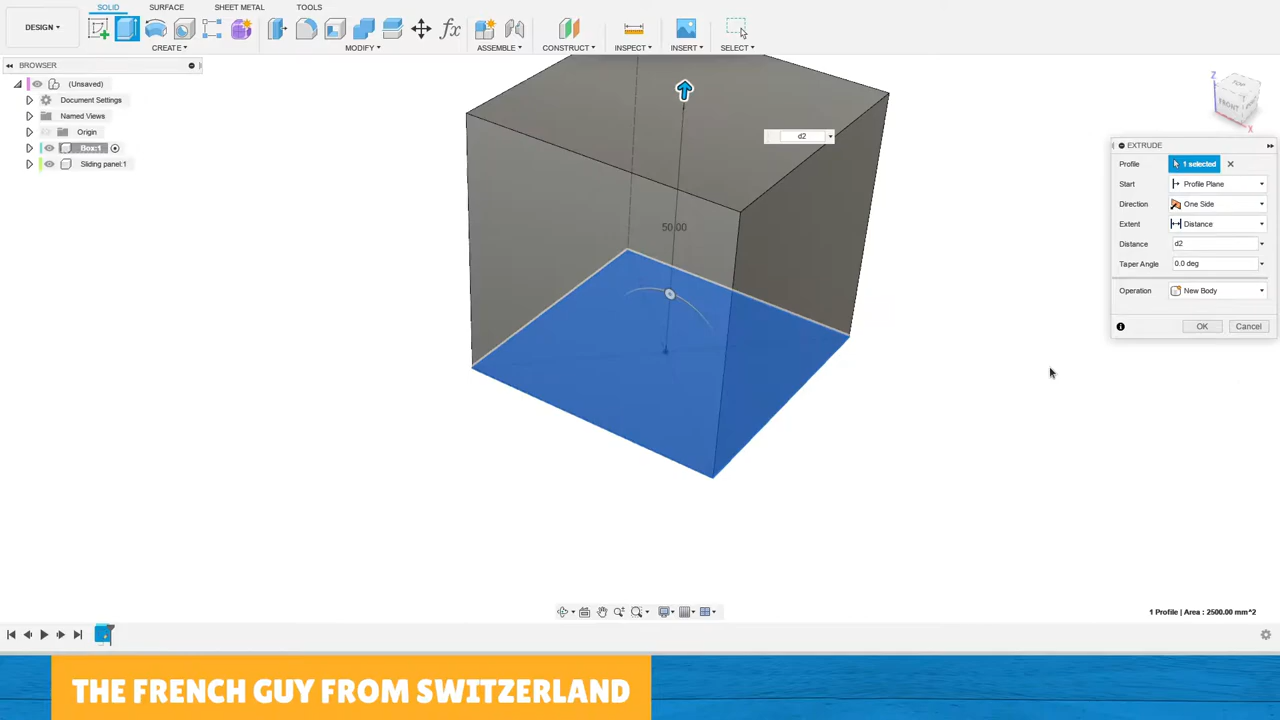 DESIGN
SOLID
SURFACE
SHEET METAL
TOOLS
CREATE
MODIFY
ASSEMBLE
CONSTRUCT
INSPECT
INSERT
SELECT
BROWSER
(Unsaved)
Document Settings
Named Views
Origin
Box:1
Sliding panel:1
d2
50.00
Z
TOP
FRONT
X
EXTRUDE
Profile
1 selected
Start
Profile Plane
Direction
One Side
Extent
Distance
Distance
d2
Taper Angle
0.0 deg
Operation
New Body
OK
Cancel
1 Profile | Area : 2500.00 mm^2
THE FRENCH GUY FROM SWITZERLAND